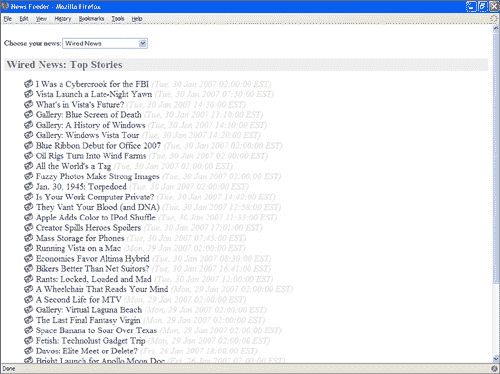 News Feeder - Mozilla Firefox
File Edit View History Bookmarks Tools Help
Choose your news: Wired News
Wired News: Top Stories
I Was a Cybercrook for the FBI (Tue, 30 Jan 2007 02:00:00 EST)
Vista Launch a Late-Night Yawn (Tue, 30 Jan 2007 07:30:00 EST)
What's in Vista's Future? (Tue, 30 Jan 2007 14:30:00 EST)
Gallery: Blue Screen of Death (Tue, 30 Jan 2007 11:10:00 EST)
Gallery: A History of Windows (Tue, 30 Jan 2007 14:30:00 EST)
Gallery: Windows Vista Tour (Tue, 30 Jan 2007 14:20:00 EST)
Blue Ribbon Debut for Office 2007 (Tue, 30 Jan 2007 02:00:00 EST)
Oil Rigs Turn Into Wind Farms (Tue, 30 Jan 2007 02:00:00 EST)
All the World's a Tag (Tue, 30 Jan 2007 02:00:00 EST)
Fuzzy Photos Make Strong Images (Tue, 30 Jan 2007 02:00:00 EST)
Jan. 30, 1945: Torpedoed (Tue, 30 Jan 2007 02:00:00 EST)
Is Your Work Computer Private? (Tue, 30 Jan 2007 14:42:00 EST)
They Vant Your Blood (and DNA) (Tue, 30 Jan 2007 12:58:00 EST)
Apple Adds Color to IPod Shuffle (Tue, 30 Jan 2007 11:33:00 EST)
Creator Spills Heroes Spoilers (Tue, 30 Jan 2007 17:01:00 EST)
Mass Storage for Phones (Tue, 30 Jan 2007 07:45:00 EST)
Running Vista on a Mac (Mon, 29 Jan 2007 02:00:00 EST)
Economics Favor Altima Hybrid (Tue, 30 Jan 2007 08:30:00 EST)
Bikers Better Than Net Suitors? (Tue, 30 Jan 2007 16:41:00 EST)
Rants: Locked, Loaded and Mad (Tue, 30 Jan 2007 12:00:00 EST)
A Wheelchair That Reads Your Mind (Mon, 29 Jan 2007 02:00:00 EST)
A Second Life for MTV (Mon, 29 Jan 2007 02:00:00 EST)
Gallery: Virtual Laguna Beach (Mon, 29 Jan 2007 02:00:00 EST)
The Last Final Fantasy Virgin (Mon, 29 Jan 2007 02:00:00 EST)
Space Banana to Soar Over Texas (Mon, 29 Jan 2007 02:00:00 EST)
Fetish: Technolust Gadget Trip (Mon, 29 Jan 2007 02:00:00 EST)
Davos: Elite Meet or Delete? (Fri, 26 Jan 2007 18:00:00 EST)
Bright Launch for Apollo Moon Doc (Fri, 26 Jan 2007 02:00:00 EST)
Done